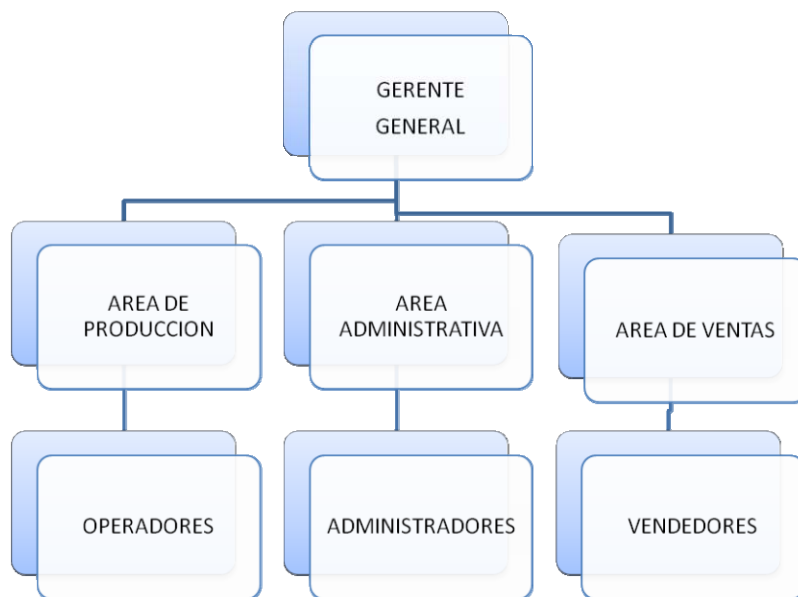 GERENTE
GENERAL
AREA DE
PRODUCCION
AREA
ADMINISTRATIVA
AREA DE VENTAS
OPERADORES
ADMINISTRADORES
VENDEDORES